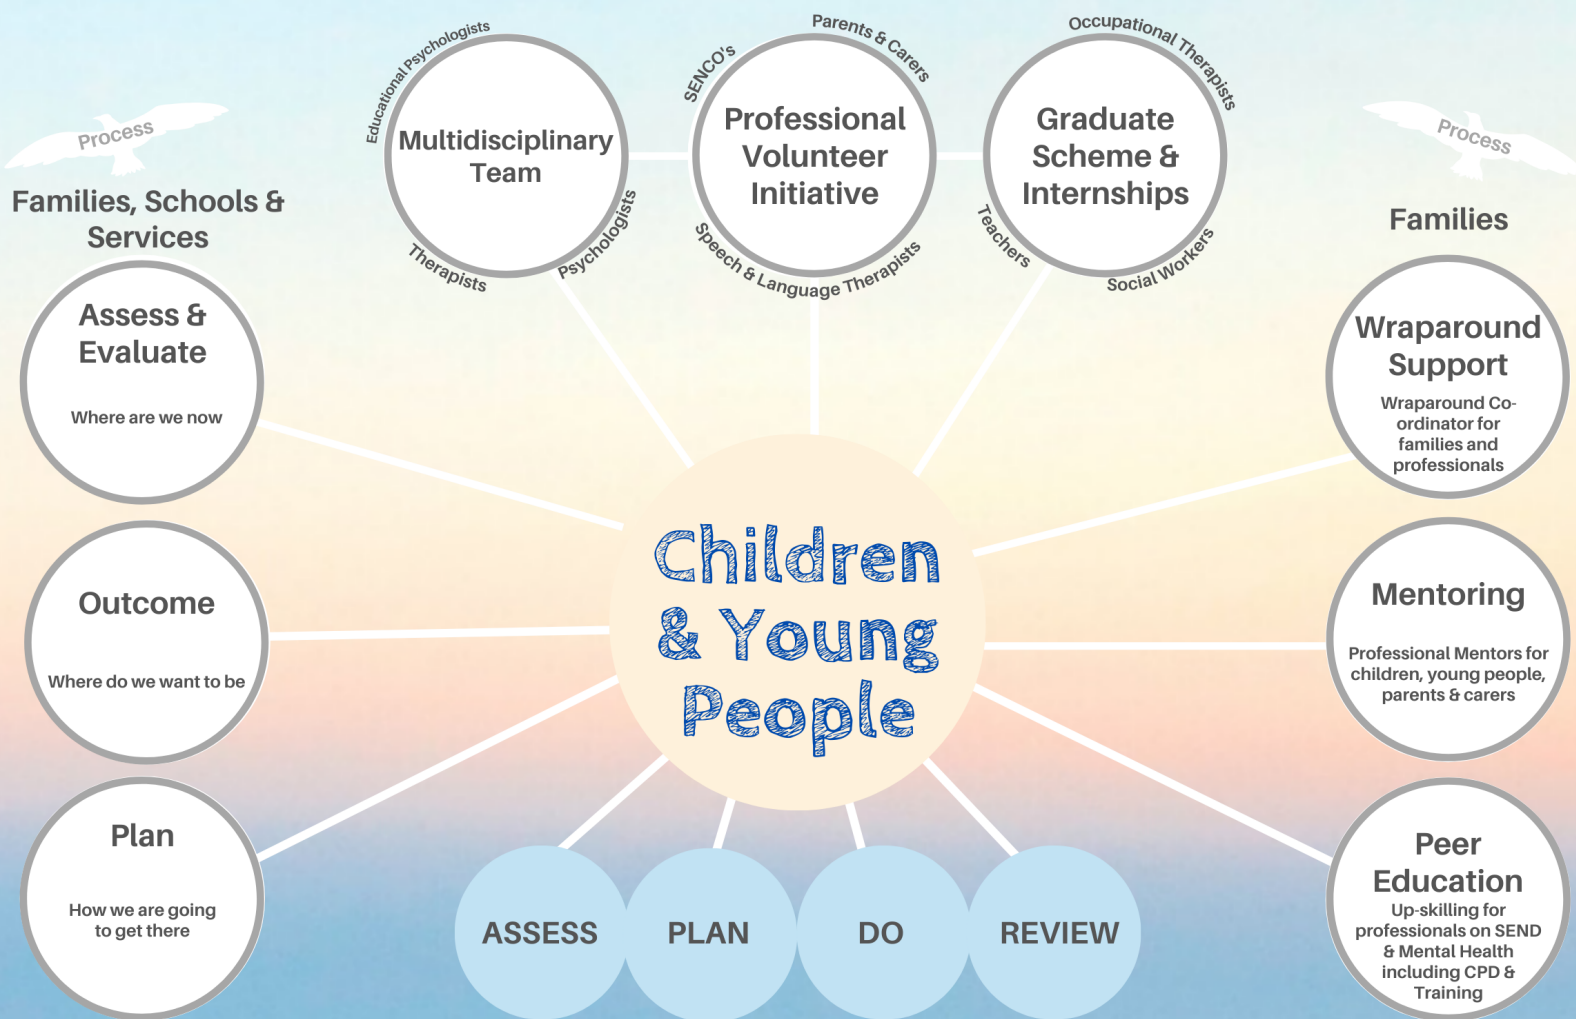 Educational Psychologists
Multidisciplinary
Team
Therapists
Psychologists
SENCO's
Parents & Carers
Professional
Volunteer
Initiative
Speech & Language Therapists
Occupational Therapists
Graduate
Scheme &
Internships
Teachers
Social Workers
Process
Families, Schools &
Services
Assess &
Evaluate
Where are we now
Outcome
Where do we want to be
Plan
How we are going
to get there
Children
& Young
People
ASSESS
PLAN
DO
REVIEW
Process
Families
Wraparound
Support
Wraparound Co-
ordinator for
families and
professionals
Mentoring
Professional Mentors for
children, young people,
parents & carers
Peer
Education
Up-skilling for
professionals on SEND
& Mental Health
including CPD &
Training